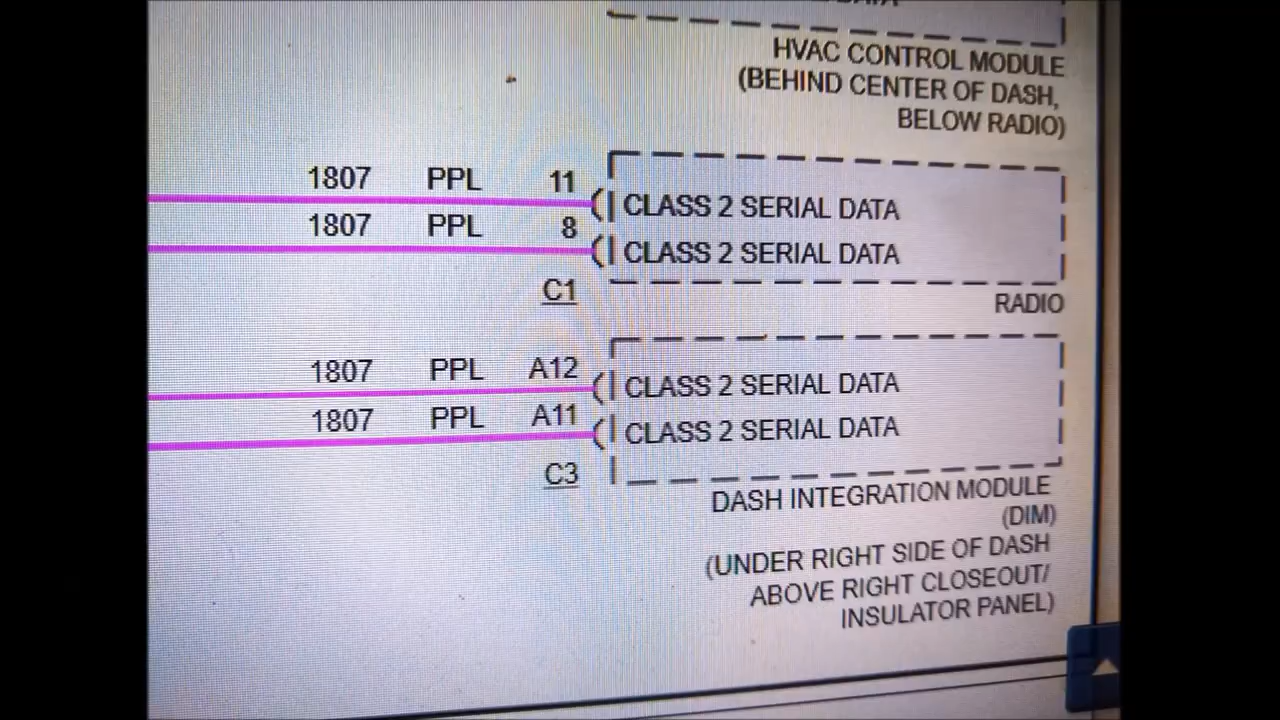 HVAC CONTROL MODULE
(BEHIND CENTER OF DASH,
BELOW RADIO)
1807 PPL 11 CLASS 2 SERIAL DATA
1807 PPL 8 CLASS 2 SERIAL DATA
C1
RADIO
1807 PPL A12 CLASS 2 SERIAL DATA
1807 PPL A11 CLASS 2 SERIAL DATA
C3
DASH INTEGRATION MODULE
(DIM)
(UNDER RIGHT SIDE OF DASH
ABOVE RIGHT CLOSEOUT/
INSULATOR PANEL)